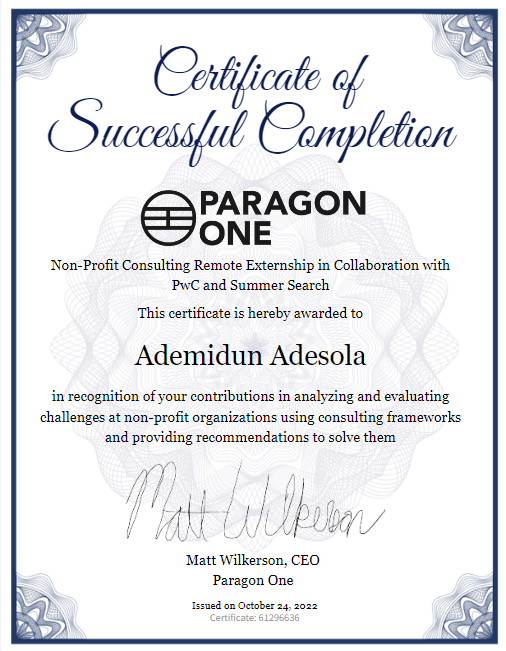 Certificate of
Successful Completion
PARAGON
ONE
Non-Profit Consulting Remote Externship in Collaboration with
PwC and Summer Search
This certificate is hereby awarded to
Ademidun Adesola
in recognition of your contributions in analyzing and evaluating
challenges at non-profit organizations using consulting frameworks
and providing recommendations to solve them
Matt Wilkerson
Matt Wilkerson, CEO
Paragon One
Issued on October 24, 2022
Certificate: 61296636